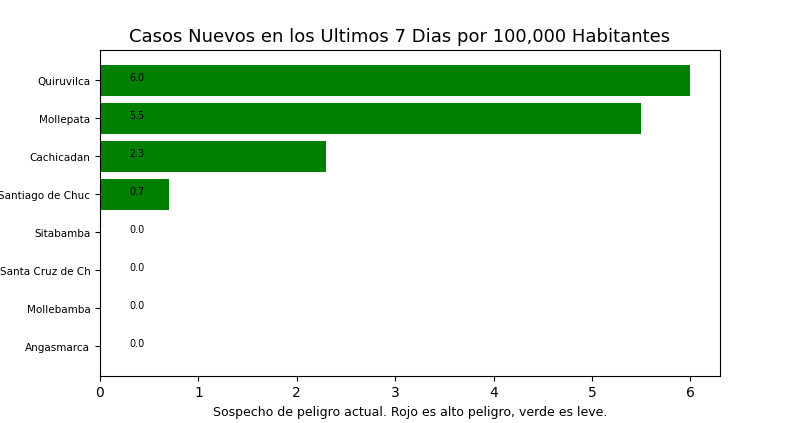 Casos Nuevos en los Ultimos 7 Dias por 100,000 Habitantes
Quiruvilca 6.0
Mollepata 5.5
Cachicadan 2.3
Santiago de Chuc 0.7
Sitabamba 0.0
Santa Cruz de Ch 0.0
Mollebamba 0.0
Angasmarca 0.0
0 1 2 3 4 5 6
Sospecho de peligro actual. Rojo es alto peligro, verde es leve.